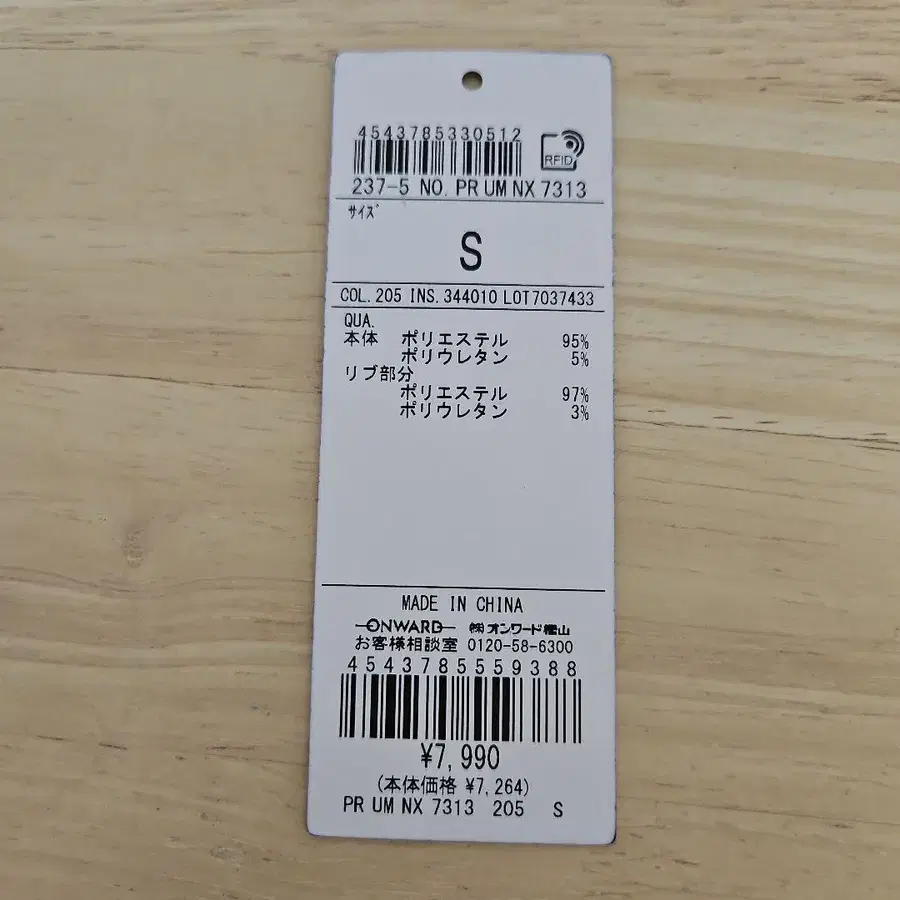 4543785330512
RFID
237-5 NO. PR UM NX 7313
ｻｲｽﾞ
S
COL. 205 INS. 344010 LOT7037433
QUA.
本体 ポリエステル 95%
ポリウレタン 5%
リブ部分
ポリエステル 97%
ポリウレタン 3%
MADE IN CHINA
ONWARD ㈱オンワード樫山
お客様相談室 0120-58-6300
4543785559388
¥7,990
(本体価格 ¥7,264)
PR UM NX 7313 205 S